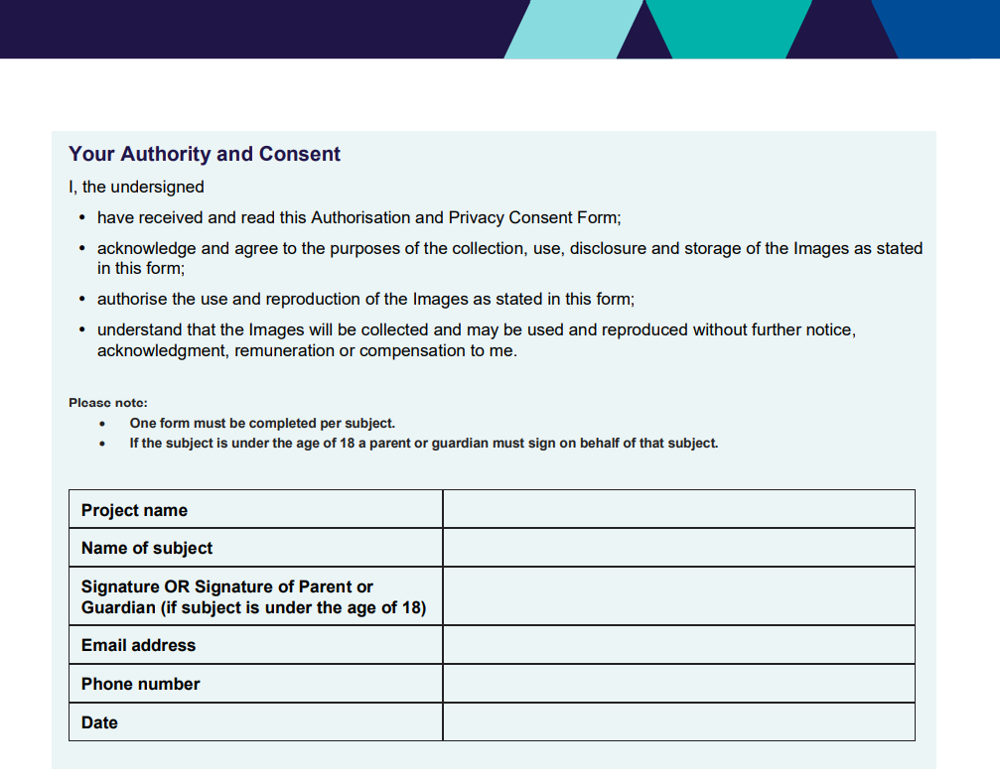 Your Authority and Consent
I, the undersigned
• have received and read this Authorisation and Privacy Consent Form;
• acknowledge and agree to the purposes of the collection, use, disclosure and storage of the Images as stated
in this form;
• authorise the use and reproduction of the Images as stated in this form;
• understand that the Images will be collected and may be used and reproduced without further notice,
acknowledgment, remuneration or compensation to me.
Please note:
• One form must be completed per subject.
• If the subject is under the age of 18 a parent or guardian must sign on behalf of that subject.
Project name
Name of subject
Signature OR Signature of Parent or
Guardian (if subject is under the age of 18)
Email address
Phone number
Date